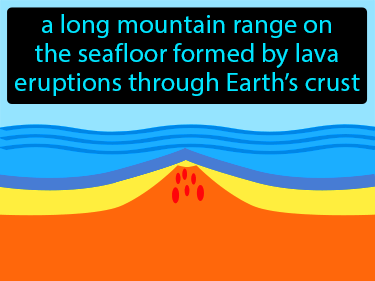 a long mountain range on
the seafloor formed by lava
eruptions through Earth’s crust